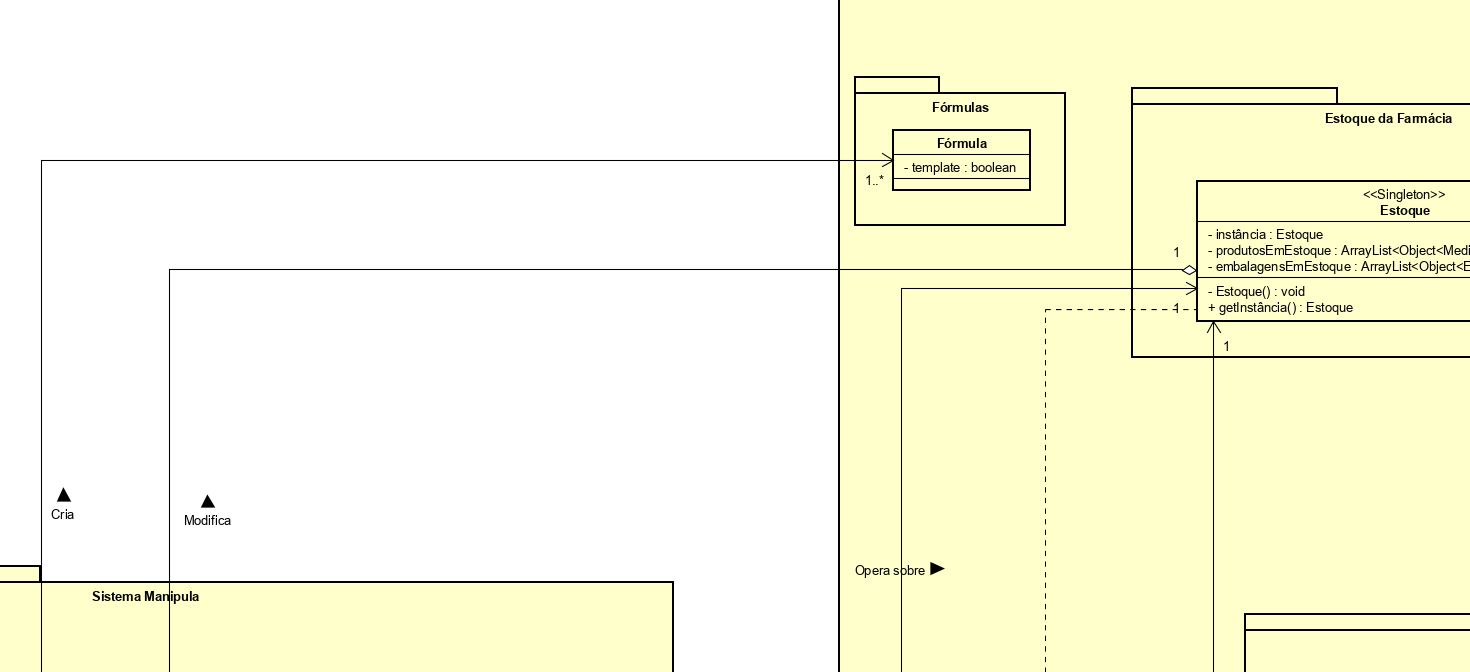 Fórmulas
Fórmula
- template : boolean
1..*
Estoque da Farmácia
<<Singleton>>
Estoque
- instância : Estoque
- produtosEmEstoque : ArrayList<Object<Medi
- embalagensEmEstoque : ArrayList<Object<E
- Estoque() : void
+ getInstância() : Estoque
1
1
1
Cria
Modifica
Opera sobre
Sistema Manipula